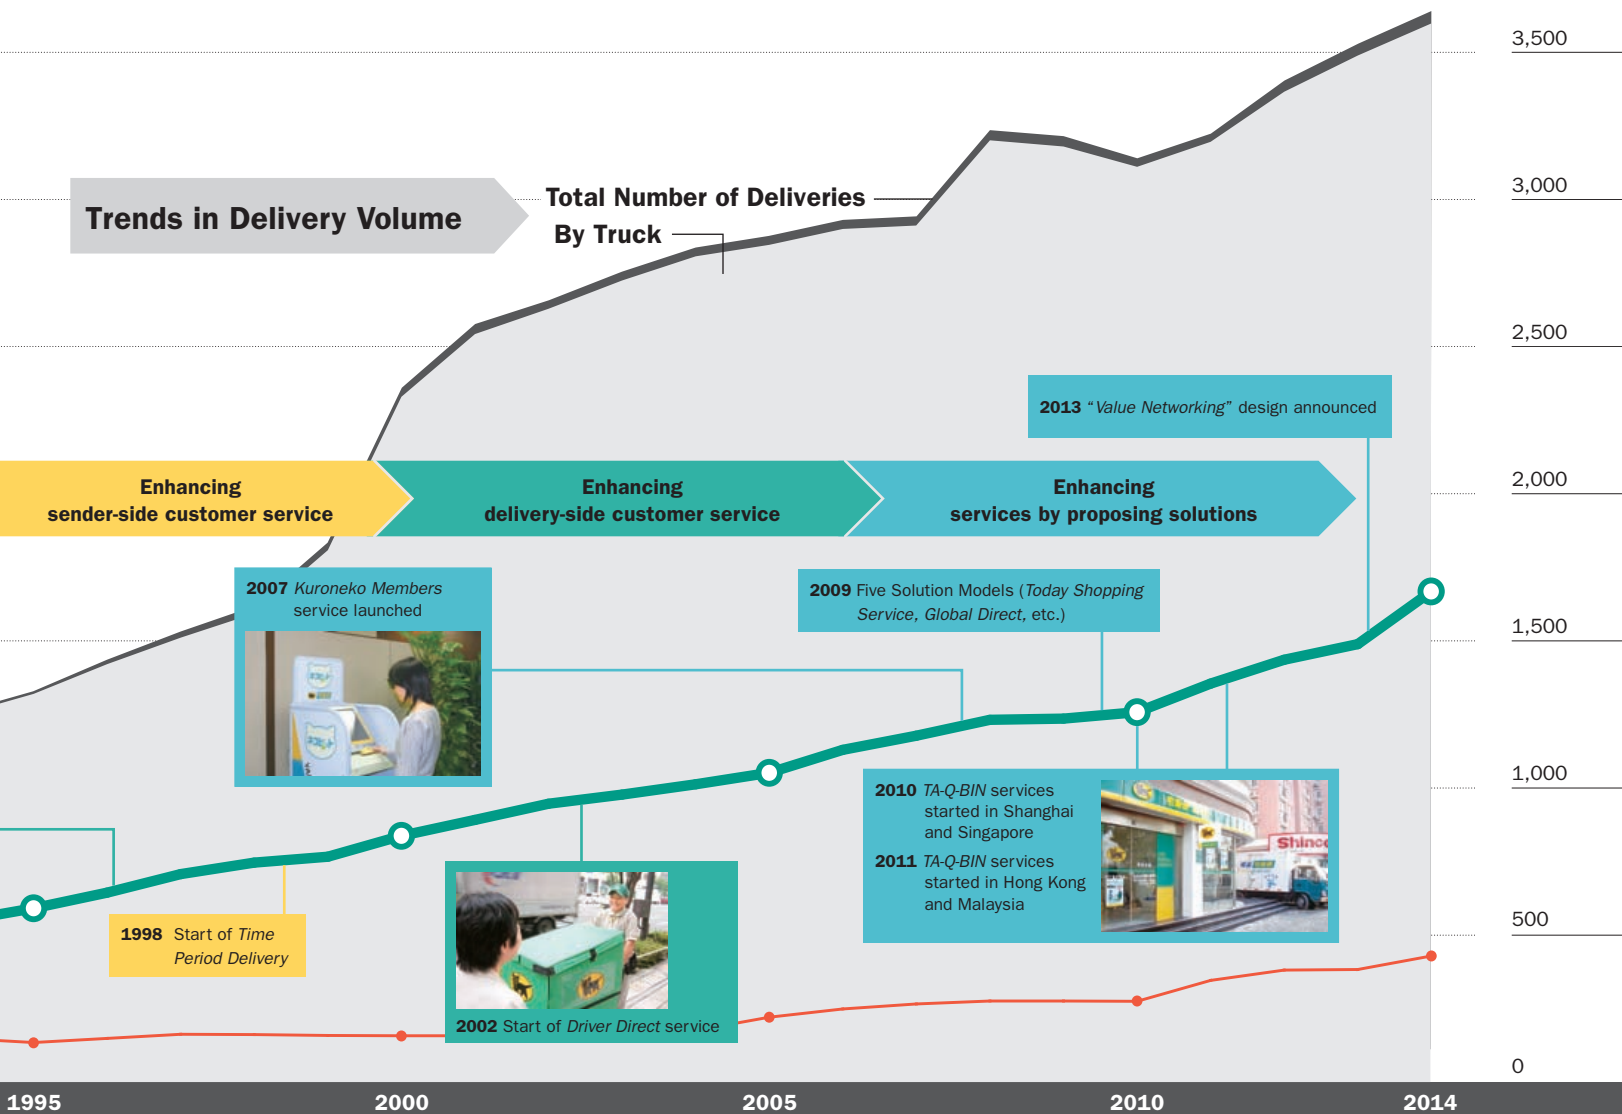 3,500
Total Number of Deliveries
3,000
Trends in Delivery Volume
By Truck
2,500
2013 “Value Networking” design announced
Enhancing
sender-side customer service
Enhancing
delivery-side customer service
Enhancing
services by proposing solutions
2,000
2007 Kuroneko Members
service launched
2009 Five Solution Models (Today Shopping
Service, Global Direct, etc.)
1,500
2010 TA-Q-BIN services
started in Shanghai
and Singapore
2011 TA-Q-BIN services
started in Hong Kong
and Malaysia
1,000
1998 Start of Time
Period Delivery
500
2002 Start of Driver Direct service
0
1995
2000
2005
2010
2014